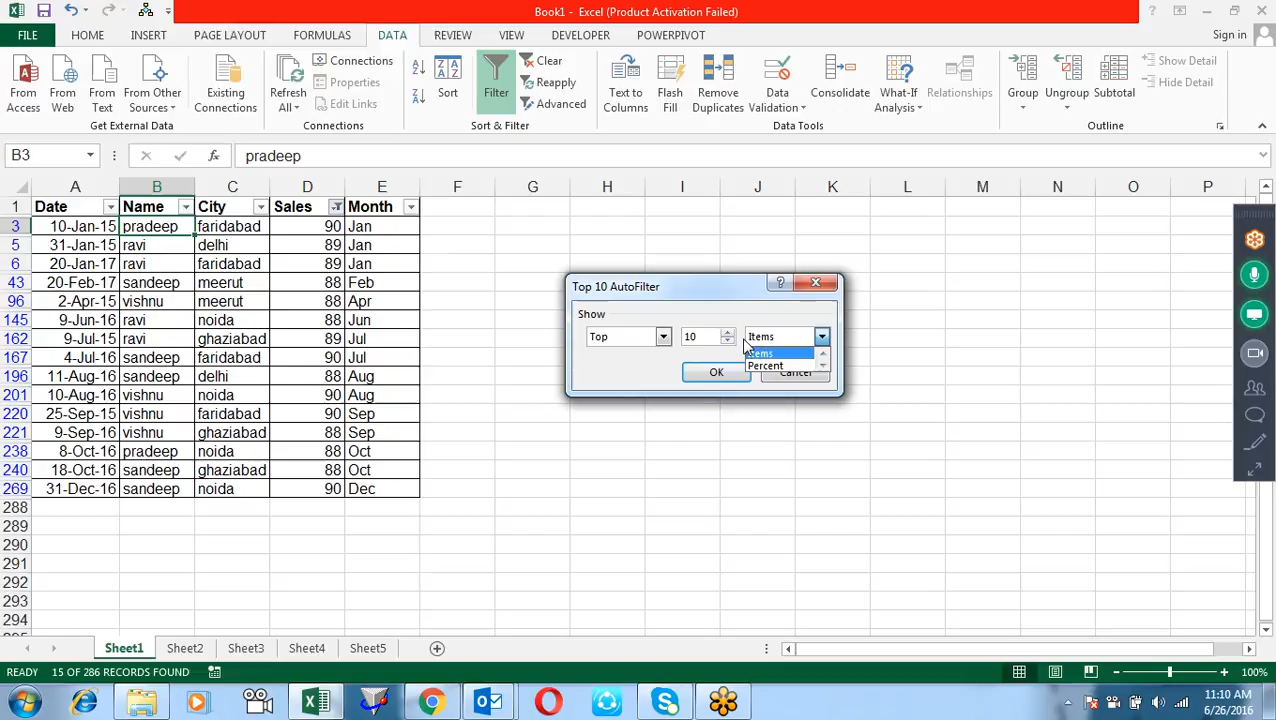 Book1 - Excel (Product Activation Failed)
FILE HOME INSERT PAGE LAYOUT FORMULAS DATA REVIEW VIEW DEVELOPER POWERPIVOT Sign in
From Access
From Web
From Text
From Other Sources
Existing Connections
Get External Data
Refresh All
Connections
Properties
Edit Links
Connections
Sort
Filter
Clear
Reapply
Advanced
Sort & Filter
Text to Columns
Flash Fill
Remove Duplicates
Data Validation
Consolidate
What-If Analysis
Relationships
Data Tools
Group
Ungroup
Subtotal
Show Detail
Hide Detail
Outline
B3 fx pradeep
A B C D E F G H I J K L M N O P
1 Date Name City Sales Month
3 10-Jan-15 pradeep faridabad 90 Jan
5 31-Jan-15 ravi delhi 89 Jan
6 20-Jan-17 ravi faridabad 89 Jan
43 20-Feb-17 sandeep meerut 88 Feb
96 2-Apr-15 vishnu meerut 88 Apr
145 9-Jun-16 ravi noida 88 Jun
162 9-Jul-15 ravi ghaziabad 89 Jul
167 4-Jul-16 sandeep faridabad 90 Jul
196 11-Aug-16 sandeep delhi 88 Aug
201 10-Aug-16 vishnu noida 90 Aug
220 25-Sep-15 vishnu faridabad 90 Sep
221 9-Sep-16 vishnu ghaziabad 88 Sep
238 8-Oct-16 pradeep noida 88 Oct
240 18-Oct-16 sandeep ghaziabad 88 Oct
269 31-Dec-16 sandeep noida 90 Dec
288
289
290
291
292
293
294
Top 10 AutoFilter
Show
Top 10 Items
Items
Percent
OK Cancel
Sheet1 Sheet2 Sheet3 Sheet4 Sheet5
READY 15 OF 286 RECORDS FOUND 100%
11:10 AM
6/26/2016